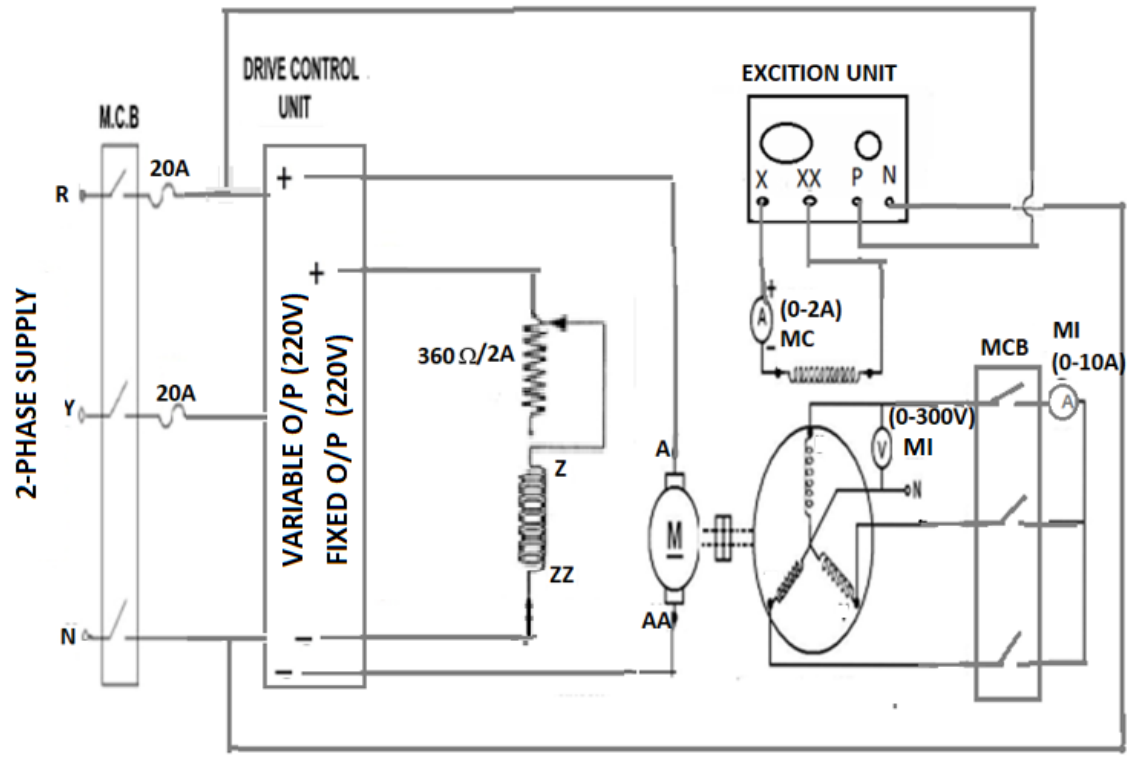 DRIVE CONTROL
UNIT
M.C.B
EXCITION UNIT
20A
R
+
X XX P N
+
2-PHASE SUPPLY
+
A
(0-2A)
MC
-
360 Ω/2A
MCB
MI
(0-10A)
A
Y
20A
VARIABLE O/P (220V)
FIXED O/P (220V)
(0-300V)
V
MI
A
Z
N
M
ZZ
AA
N
-
-